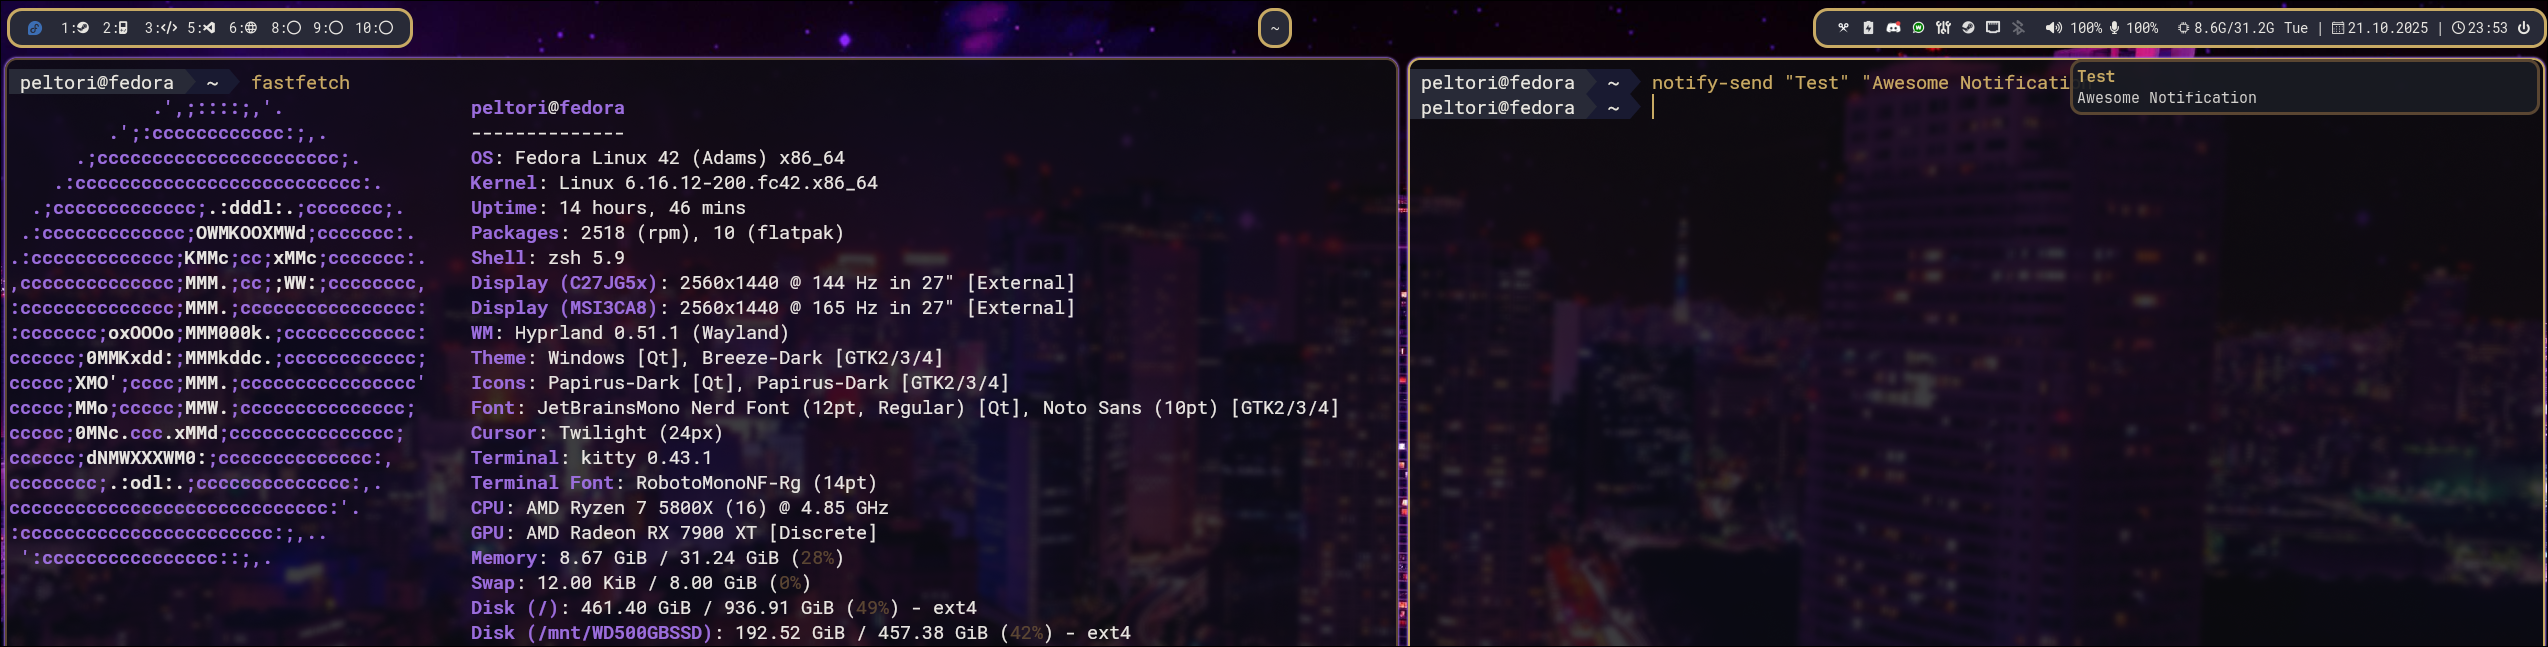 1: 2: 3:</> 5: 6: 8: 9: 10:
~
100% 100% 8.6G/31.2G Tue | 21.10.2025 | 23:53
peltori@fedora ~ fastfetch
.',;::::;,'.
.';:cccccccccccc:;,.
.;cccccccccccccccccccccc;.
.:cccccccccccccccccccccccccc:.
.;ccccccccccccc;.:dddl:.;ccccccc;.
.:ccccccccccccc;OWMKOOXMWd;ccccccc:.
.:ccccccccccccc;KMMc;cc;xMMc;ccccccc:.
,cccccccccccccc;MMM.;cc;;WW:;cccccccc,
:cccccccccccccc;MMM.;cccccccccccccccc:
:ccccccc;oxOOOo;MMM000k.;cccccccccccc:
cccccc;0MMKxdd:;MMMkddc.;cccccccccccc;
ccccc;XMO';cccc;MMM.;cccccccccccccccc'
ccccc;MMo;ccccc;MMW.;ccccccccccccccc;
ccccc;0MNc.ccc.xMMd;ccccccccccccccc;
cccccc;dNMWXXXWM0:;cccccccccccccc:,
cccccccc;.:odl:.;cccccccccccccc:,.
ccccccccccccccccccccccccccccc:'.
:ccccccccccccccccccccccc:;,..
':cccccccccccccccc::;,.
peltori@fedora
--------------
OS: Fedora Linux 42 (Adams) x86_64
Kernel: Linux 6.16.12-200.fc42.x86_64
Uptime: 14 hours, 46 mins
Packages: 2518 (rpm), 10 (flatpak)
Shell: zsh 5.9
Display (C27JG5x): 2560x1440 @ 144 Hz in 27" [External]
Display (MSI3CA8): 2560x1440 @ 165 Hz in 27" [External]
WM: Hyprland 0.51.1 (Wayland)
Theme: Windows [Qt], Breeze-Dark [GTK2/3/4]
Icons: Papirus-Dark [Qt], Papirus-Dark [GTK2/3/4]
Font: JetBrainsMono Nerd Font (12pt, Regular) [Qt], Noto Sans (10pt) [GTK2/3/4]
Cursor: Twilight (24px)
Terminal: kitty 0.43.1
Terminal Font: RobotoMonoNF-Rg (14pt)
CPU: AMD Ryzen 7 5800X (16) @ 4.85 GHz
GPU: AMD Radeon RX 7900 XT [Discrete]
Memory: 8.67 GiB / 31.24 GiB (28%)
Swap: 12.00 KiB / 8.00 GiB (0%)
Disk (/): 461.40 GiB / 936.91 GiB (49%) - ext4
Disk (/mnt/WD500GBSSD): 192.52 GiB / 457.38 GiB (42%) - ext4
peltori@fedora ~ notify-send "Test" "Awesome Notificati
peltori@fedora ~
Test
Awesome Notification